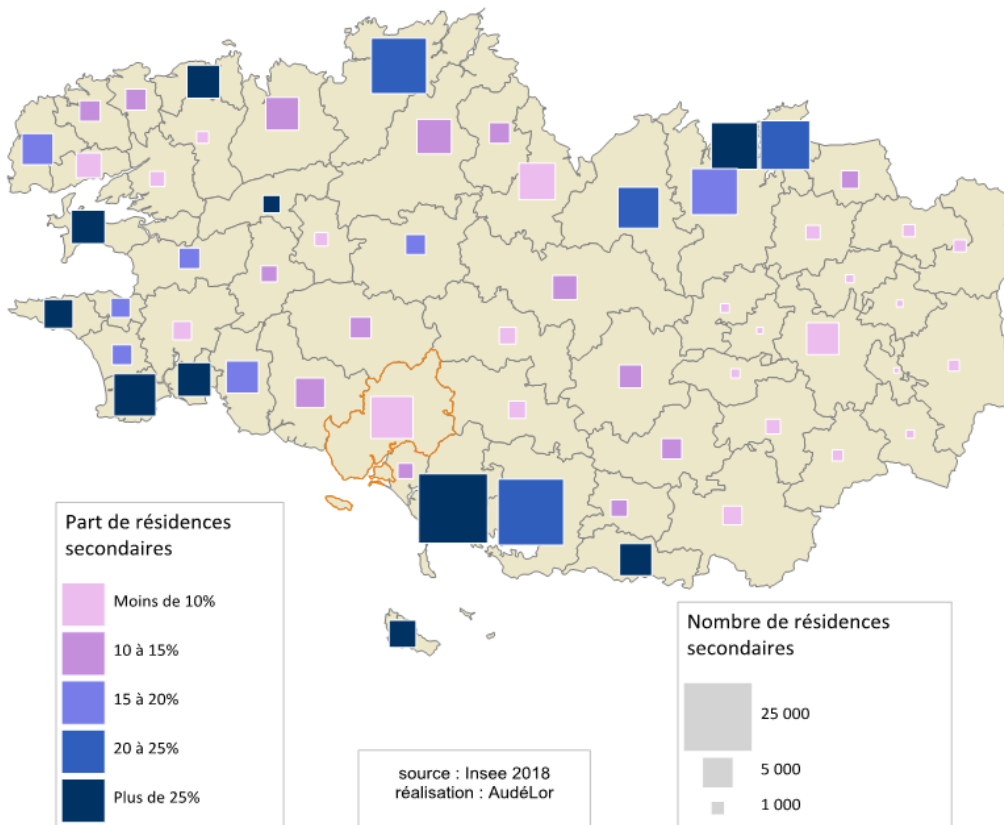 Part de résidences
secondaires
Moins de 10%
10 à 15%
15 à 20%
20 à 25%
Plus de 25%
source : Insee 2018
réalisation : AudéLor
Nombre de résidences
secondaires
25 000
5 000
1 000